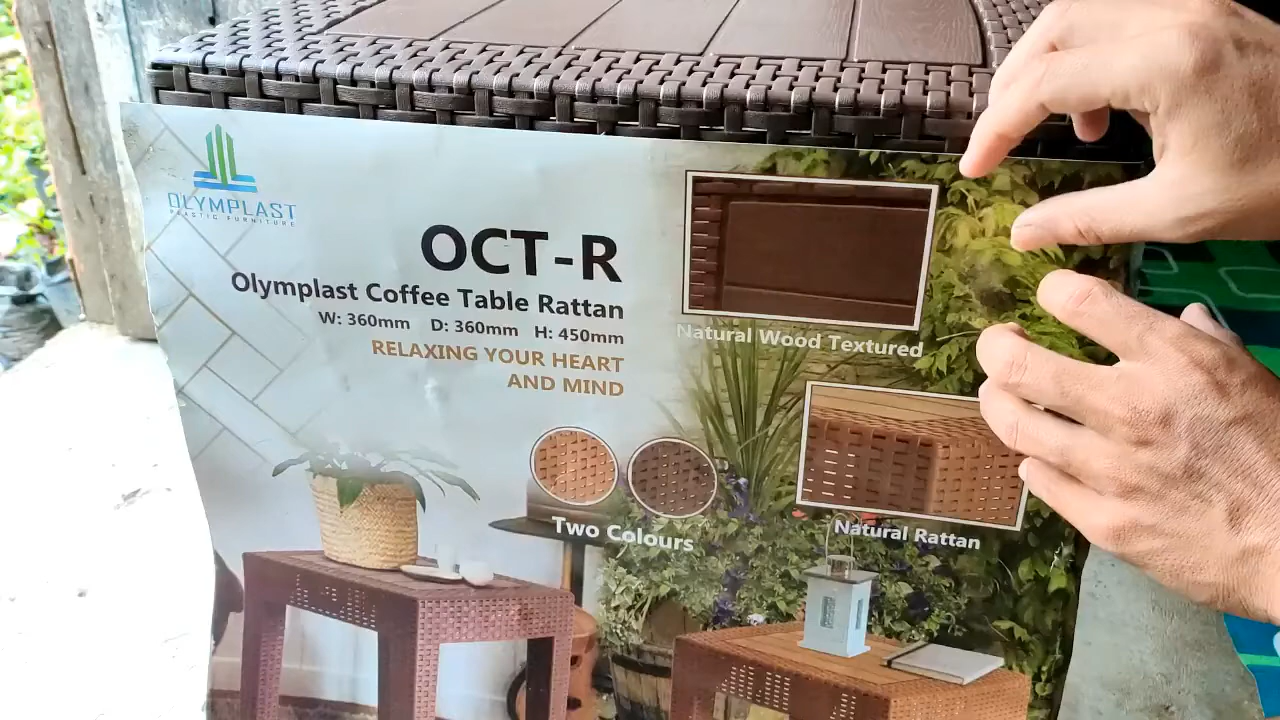 OLYMPLAST
PLASTIC FURNITURE
OCT-R
Olymplast Coffee Table Rattan
W: 360mm D: 360mm H: 450mm
RELAXING YOUR HEART
AND MIND
Natural Wood Textured
Two Colours
Natural Rattan